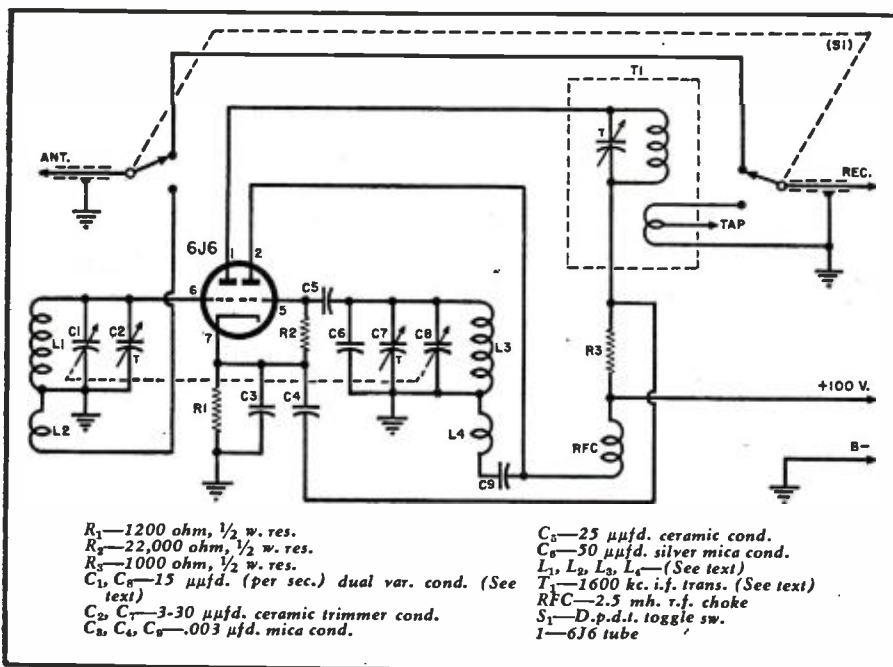 (S1)
T1
T
ANT.
REC.
TAP
6J6
1 2
6
5
7
C5
C1
C2
T
L1
L2
R2
C6
C7
T
C8
L3
R3
R1
C3
C4
L4
C9
RFC
+100 V.
B-
R₁—1200 ohm, ½ w. res.
R₂—22,000 ohm, ½ w. res.
R₃—1000 ohm, ½ w. res.
C₁, C₈—15 μμfd. (per sec.) dual var. cond. (See
text)
C₂, C₇—3-30 μμfd. ceramic trimmer cond.
C₃, C₄, C₉—.003 μfd. mica cond.
C₅—25 μμfd. ceramic cond.
C₆—50 μμfd. silver mica cond.
L₁, L₂, L₃, L₄—(See text)
T₁—1600 kc. i.f. trans. (See text)
RFC—2.5 mh. r.f. choke
S₁—D.p.d.t. toggle sw.
1—6J6 tube